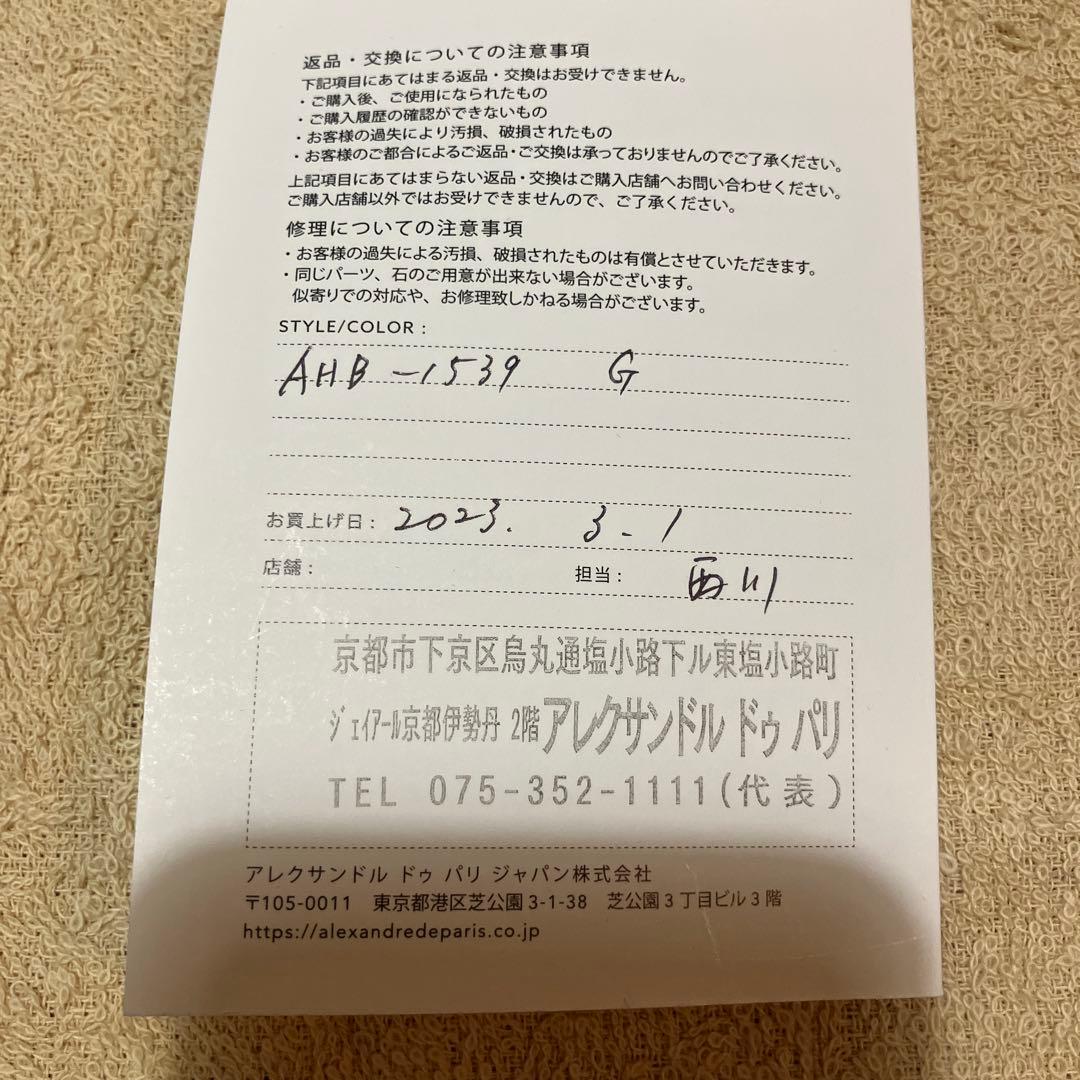 返品・交換についての注意事項
下記項目にあてはまる返品・交換はお受けできません。
・ご購入後、ご使用になられたもの
・ご購入履歴の確認ができないもの
・お客様の過失により汚損、破損されたもの
・お客様のご都合によるご返品・ご交換は承っておりませんのでご了承ください。
上記項目にあてはまらない返品・交換はご購入店舗へお問い合わせください。
ご購入店舗以外ではお受けできませんので、ご了承ください。
修理についての注意事項
・お客様の過失による汚損、破損されたものは有償とさせていただきます。
・同じパーツ、石のご用意が出来ない場合がございます。
似寄りでの対応や、お修理致しかねる場合がございます。
STYLE/COLOR :
AHB-1539 G
お買上げ日 : 2023. 3-1
店舗 : 担当 : 西川
京都市下京区烏丸通塩小路下ル東塩小路町
ジェイアール京都伊勢丹 2階 アレクサンドル ドゥ パリ
TEL 075-352-1111(代表)
アレクサンドル ドゥ パリ ジャパン株式会社
〒105-0011 東京都港区芝公園3-1-38 芝公園3丁目ビル3階
https://alexandredeparis.co.jp